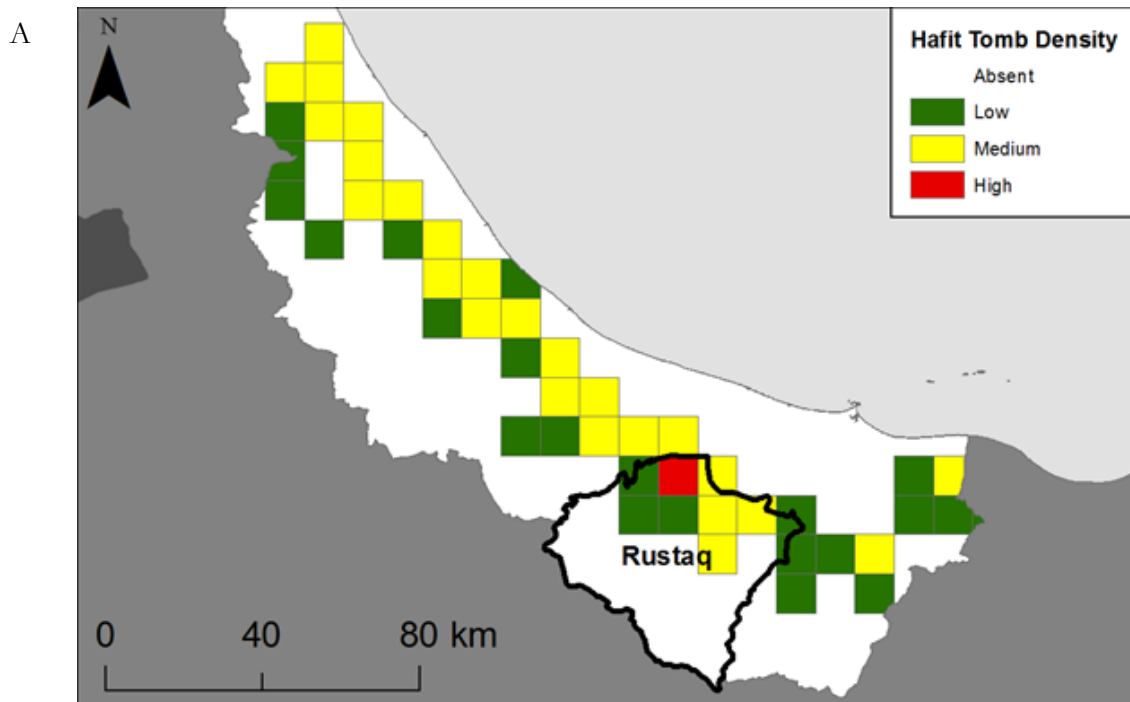 A
N
Hafit Tomb Density
Absent
Low
Medium
High
Rustaq
0 40 80 km